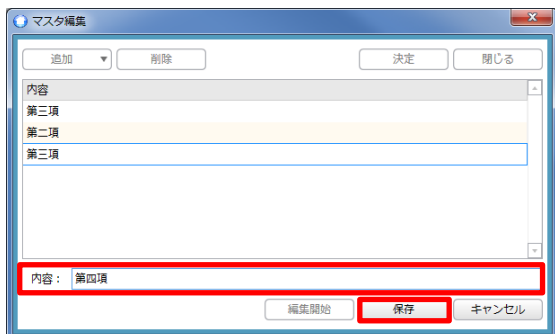 マスタ編集
追加 削除 決定 閉じる
内容
第三項
第二項
第三項
内容： 第四項
編集開始 保存 キャンセル